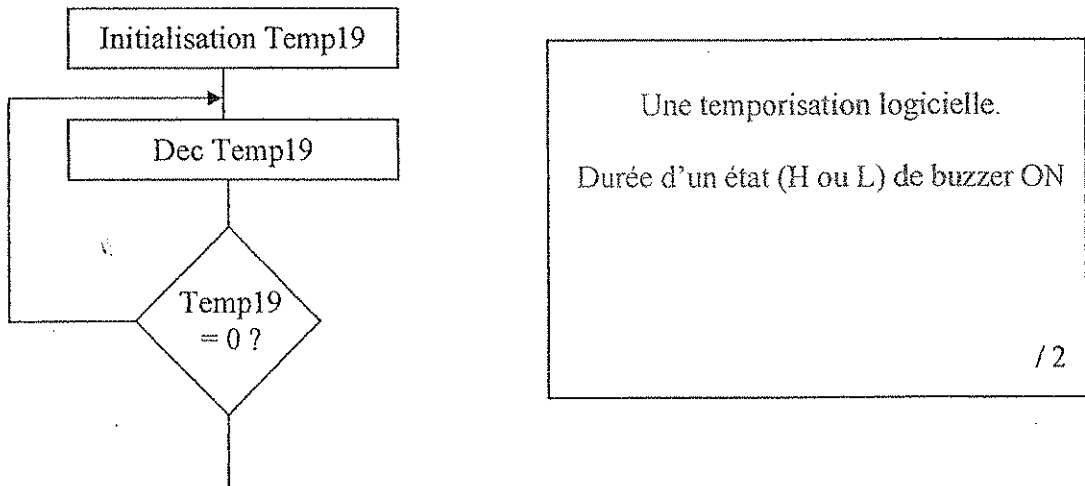 Initialisation Temp19
Dec Temp19
Temp19
= 0 ?
Une temporisation logicielle.
Durée d'un état (H ou L) de buzzer ON
/ 2